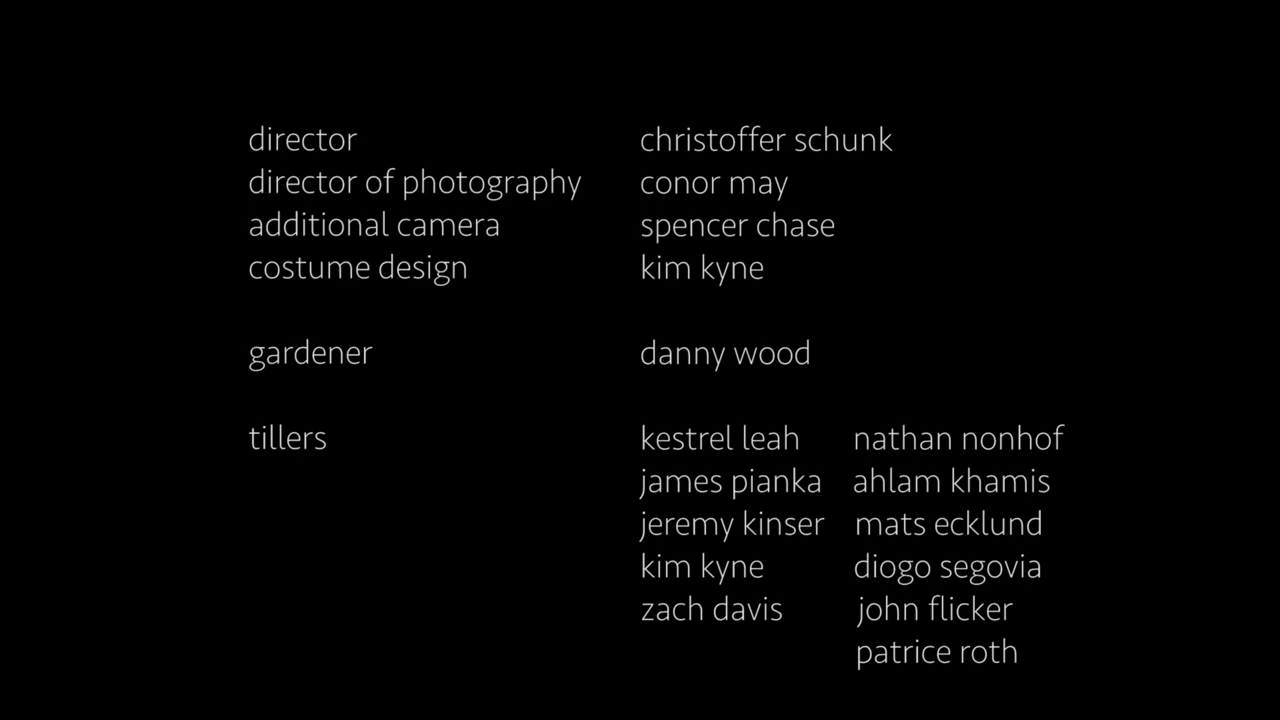 director christoffer schunk
director of photography conor may
additional camera spencer chase
costume design kim kyne
gardener danny wood
tillers kestrel leah nathan nonhof
james pianka ahlam khamis
jeremy kinser mats ecklund
kim kyne diogo segovia
zach davis john flicker
patrice roth